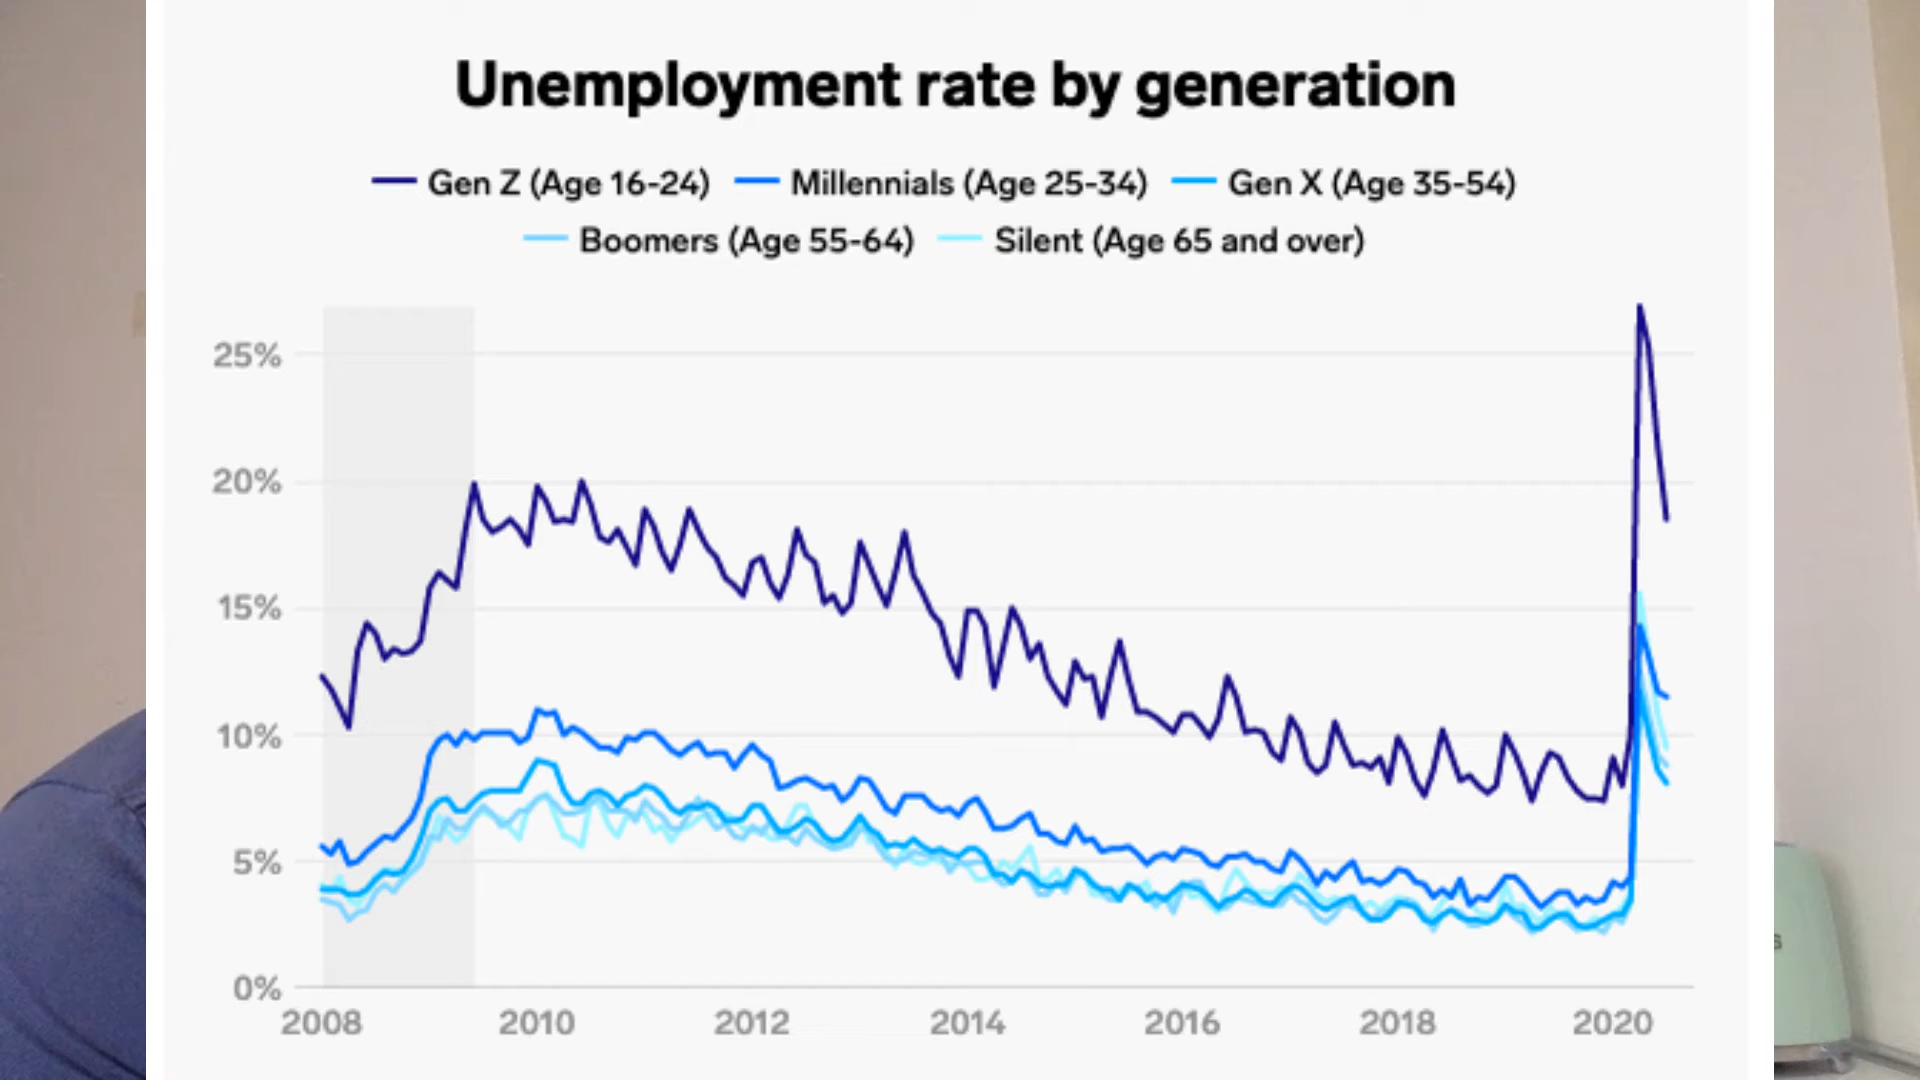 Unemployment rate by generation
Gen Z (Age 16-24) Millennials (Age 25-34) Gen X (Age 35-54)
Boomers (Age 55-64) Silent (Age 65 and over)
25%
20%
15%
10%
5%
0%
2008 2010 2012 2014 2016 2018 2020